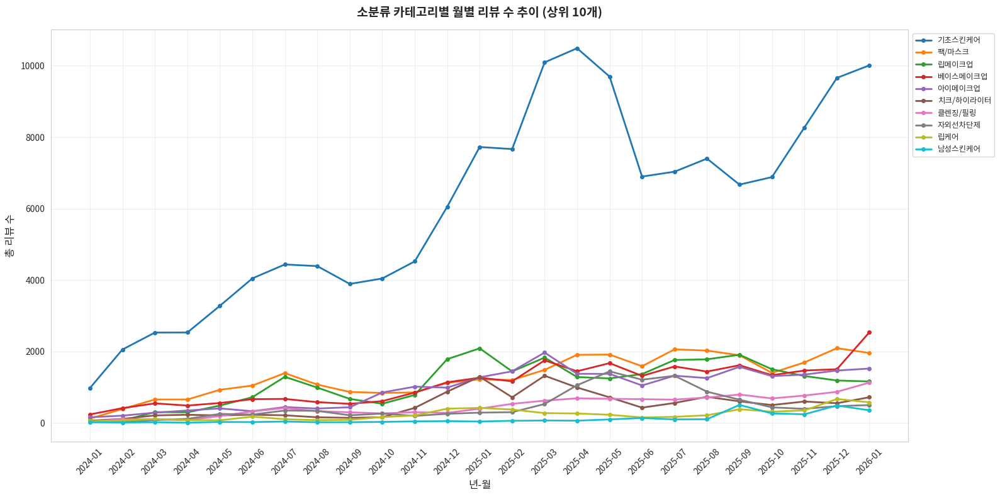 소분류 카테고리별 월별 리뷰 수 추이 (상위 10개)
기초스킨케어
팩/마스크
립메이크업
베이스메이크업
아이메이크업
치크/하이라이터
클렌징/필링
자외선차단제
립케어
남성스킨케어
총 리뷰 수
10000
8000
6000
4000
2000
0
2024-01
2024-02
2024-03
2024-04
2024-05
2024-06
2024-07
2024-08
2024-09
2024-10
2024-11
2024-12
2025-01
2025-02
2025-03
2025-04
2025-05
2025-06
2025-07
2025-08
2025-09
2025-10
2025-11
2025-12
2026-01
년-월